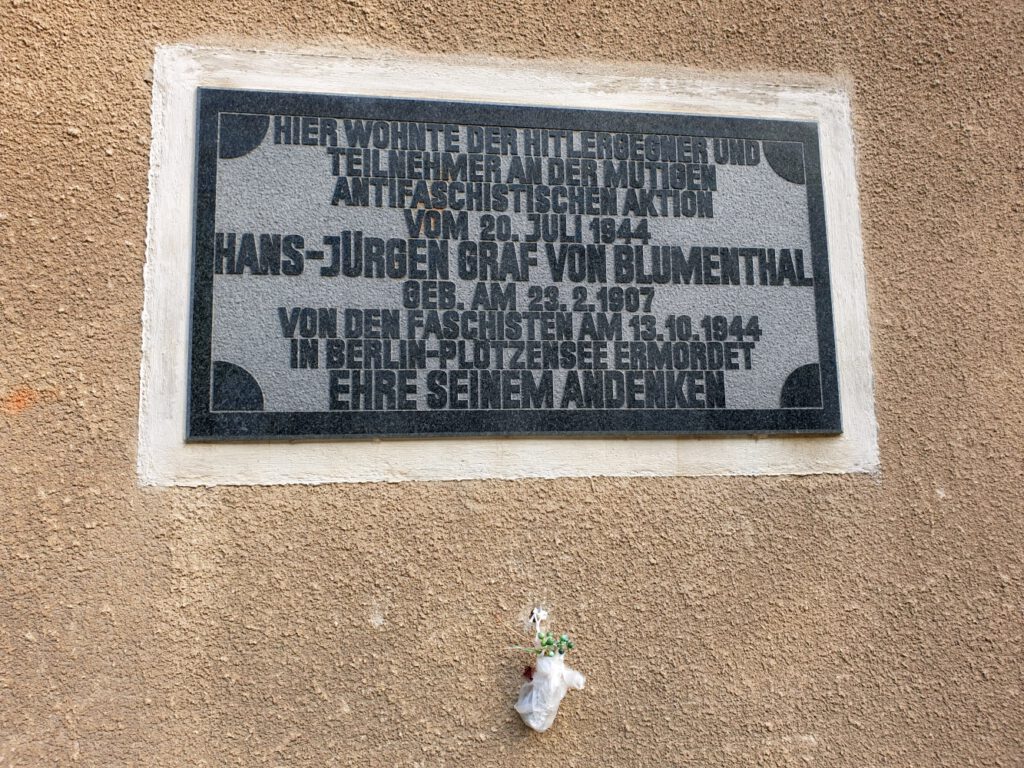 HIER WOHNTE DER HITLERGEGNER UND
TEILNEHMER AN DER MUTIGEN
ANTIFASCHISTISCHEN AKTION
VOM 20. JULI 1944
HANS-JÜRGEN GRAF VON BLUMENTHAL
GEB. AM 23.2.1907
VON DEN FASCHISTEN AM 13.10.1944
IN BERLIN-PLÖTZENSEE ERMORDET
EHRE SEINEM ANDENKEN